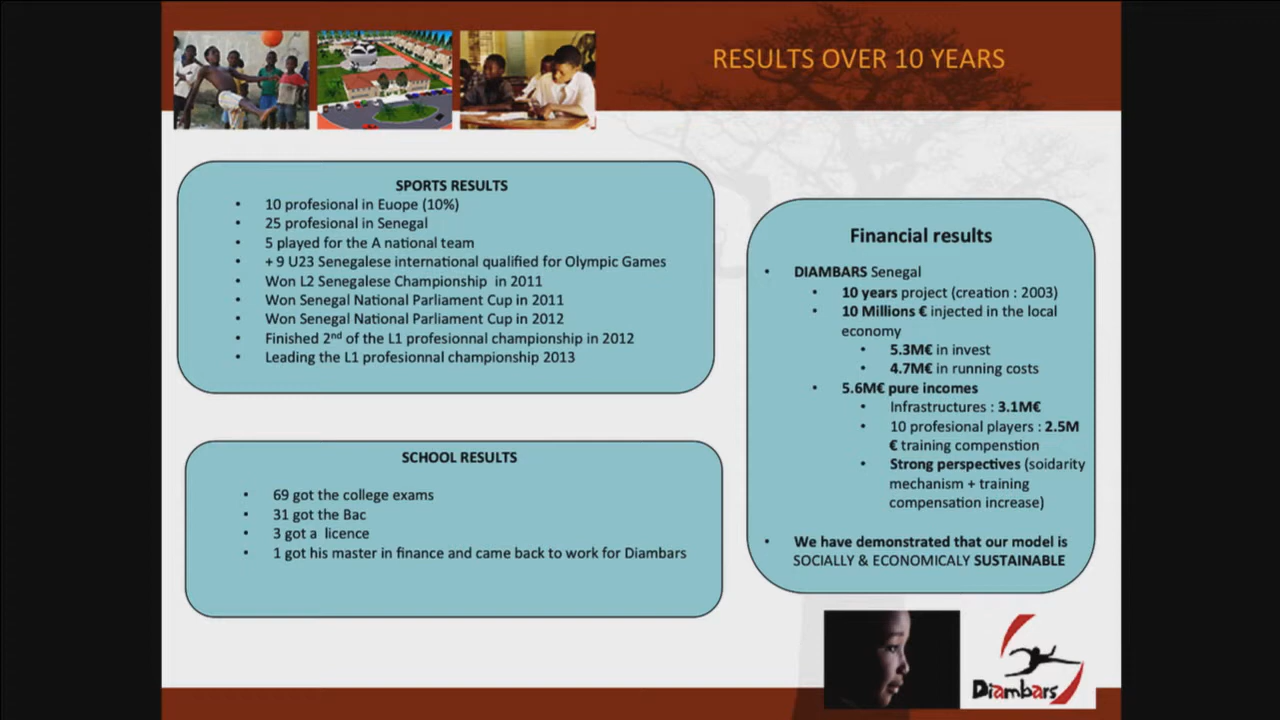 RESULTS OVER 10 YEARS
SPORTS RESULTS
• 10 profesional in Euope (10%)
• 25 profesional in Senegal
• 5 played for the A national team
• + 9 U23 Senegalese international qualified for Olympic Games
• Won L2 Senegalese Championship in 2011
• Won Senegal National Parliament Cup in 2011
• Won Senegal National Parliament Cup in 2012
• Finished 2nd of the L1 profesionnal championship in 2012
• Leading the L1 profesionnal championship 2013
SCHOOL RESULTS
• 69 got the college exams
• 31 got the Bac
• 3 got a licence
• 1 got his master in finance and came back to work for Diambars
Financial results
• DIAMBARS Senegal
• 10 years project (creation : 2003)
• 10 Millions € injected in the local
economy
• 5.3M€ in invest
• 4.7M€ in running costs
• 5.6M€ pure incomes
• Infrastructures : 3.1M€
• 10 profesional players : 2.5M
€ training compenstion
• Strong perspectives (soidarity
mechanism + training
compensation increase)
• We have demonstrated that our model is
SOCIALLY & ECONOMICALY SUSTAINABLE
Diambars